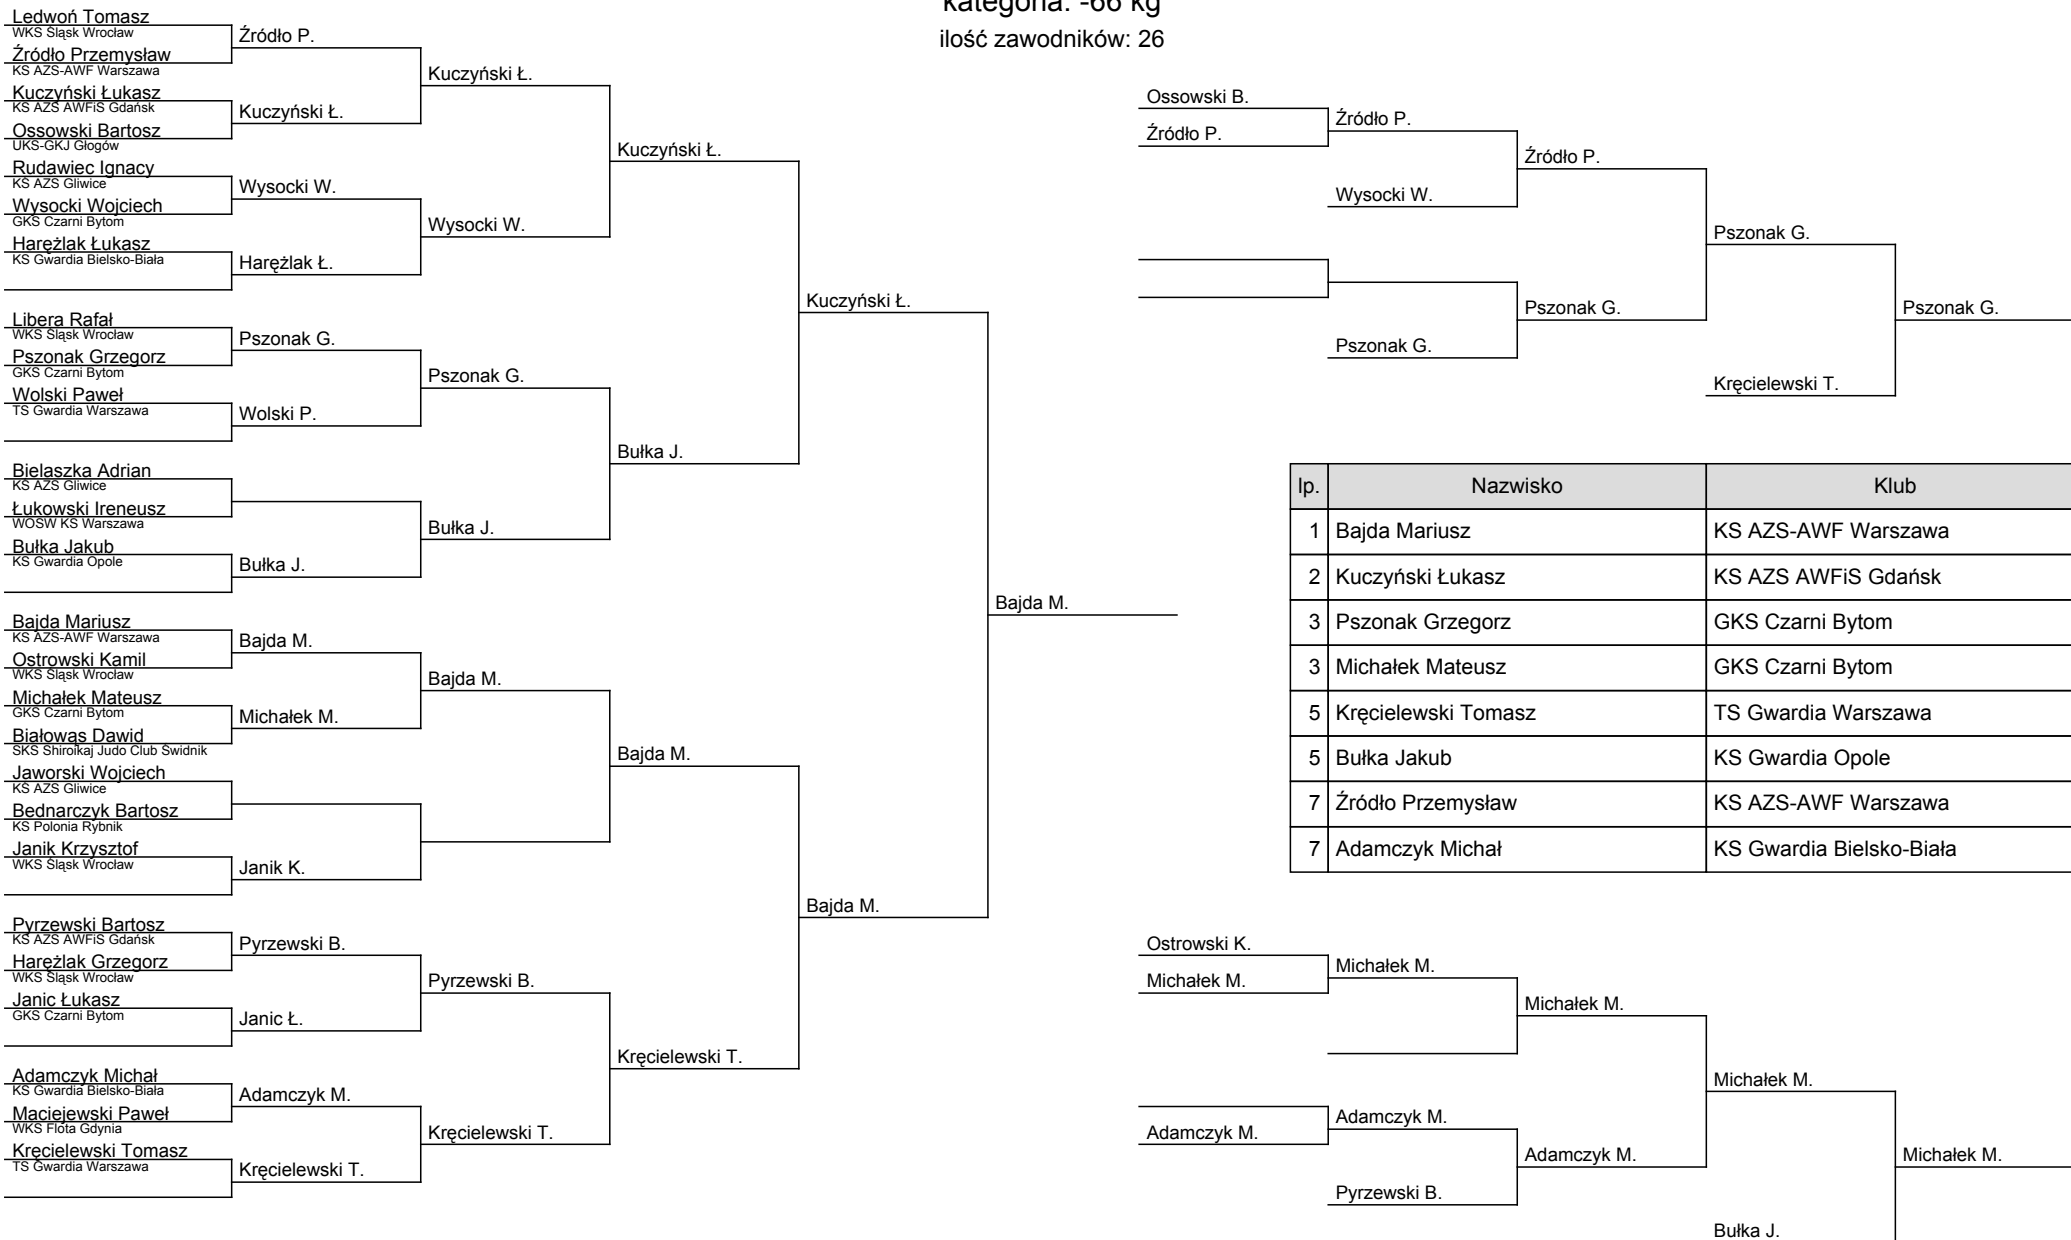 kategoria: -66 kg
ilość zawodników: 26
Ledwoń Tomasz
WKS Śląsk Wrocław
Źródło Przemysław
KS AZS-AWF Warszawa
Kuczyński Łukasz
KS AZS AWFiS Gdańsk
Ossowski Bartosz
UKS-GKJ Głogów
Rudawiec Ignacy
KS AZS Gliwice
Wysocki Wojciech
GKS Czarni Bytom
Harężlak Łukasz
KS Gwardia Bielsko-Biała
Libera Rafał
WKS Śląsk Wrocław
Pszonak Grzegorz
GKS Czarni Bytom
Wolski Paweł
TS Gwardia Warszawa
Bielaszka Adrian
KS AZS Gliwice
Łukowski Ireneusz
WOSW KS Warszawa
Bułka Jakub
KS Gwardia Opole
Bajda Mariusz
KS AZS-AWF Warszawa
Ostrowski Kamil
WKS Śląsk Wrocław
Michałek Mateusz
GKS Czarni Bytom
Białowąs Dawid
SKS Shiroikaj Judo Club Świdnik
Jaworski Wojciech
KS AZS Gliwice
Bednarczyk Bartosz
KS Polonia Rybnik
Janik Krzysztof
WKS Śląsk Wrocław
Pyrzewski Bartosz
KS AZS AWFiS Gdańsk
Harężlak Grzegorz
WKS Śląsk Wrocław
Janic Łukasz
GKS Czarni Bytom
Adamczyk Michał
KS Gwardia Bielsko-Biała
Maciejewski Paweł
WKS Flota Gdynia
Kręcielewski Tomasz
TS Gwardia Warszawa
Źródło P.
Kuczyński Ł.
Wysocki W.
Harężlak Ł.
Pszonak G.
Wolski P.
Bułka J.
Bajda M.
Michałek M.
Janik K.
Pyrzewski B.
Janic Ł.
Adamczyk M.
Kręcielewski T.
Kuczyński Ł.
Wysocki W.
Pszonak G.
Bułka J.
Bajda M.
Pyrzewski B.
Kręcielewski T.
Kuczyński Ł.
Bułka J.
Bajda M.
Kręcielewski T.
Kuczyński Ł.
Bajda M.
Bajda M.
Ossowski B.
Źródło P.
Źródło P.
Wysocki W.
Pszonak G.
Źródło P.
Pszonak G.
Pszonak G.
Kręcielewski T.
Pszonak G.
lp. Nazwisko Klub
1 Bajda Mariusz KS AZS-AWF Warszawa
2 Kuczyński Łukasz KS AZS AWFiS Gdańsk
3 Pszonak Grzegorz GKS Czarni Bytom
3 Michałek Mateusz GKS Czarni Bytom
5 Kręcielewski Tomasz TS Gwardia Warszawa
5 Bułka Jakub KS Gwardia Opole
7 Źródło Przemysław KS AZS-AWF Warszawa
7 Adamczyk Michał KS Gwardia Bielsko-Biała
Ostrowski K.
Michałek M.
Adamczyk M.
Michałek M.
Adamczyk M.
Pyrzewski B.
Michałek M.
Adamczyk M.
Michałek M.
Bułka J.
Michałek M.